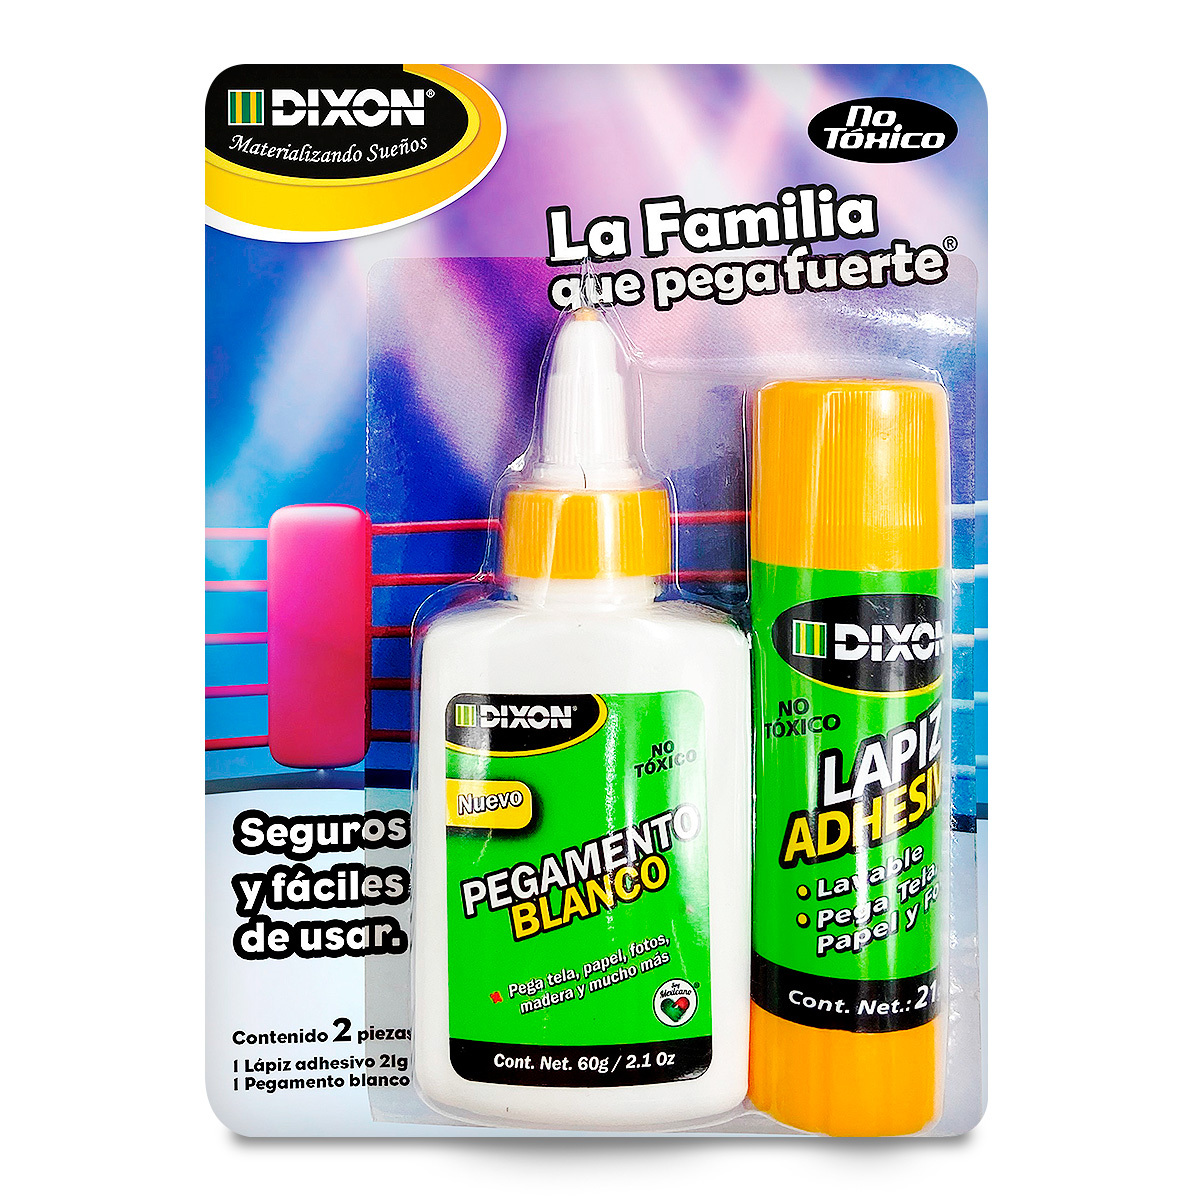 DIXON®
Materializando Sueños
No
Tóxico
La Familia
que pega fuerte®
DIXON®
NO
TÓXICO
Nuevo
PEGAMENTO
BLANCO
Pega tela, papel, fotos,
madera y mucho más
Soy
Mexicano
®
Cont. Net. 60g / 2.1 Oz
DIXON
NO
TÓXICO
LAPIZ
ADHESIV
• Lavable
• Pega Tela
Papel y Fo
Cont. Net.: 21
Seguros
y fáciles
de usar.
Contenido 2 piezas
1 Lápiz adhesivo 21g
1 Pegamento blanco